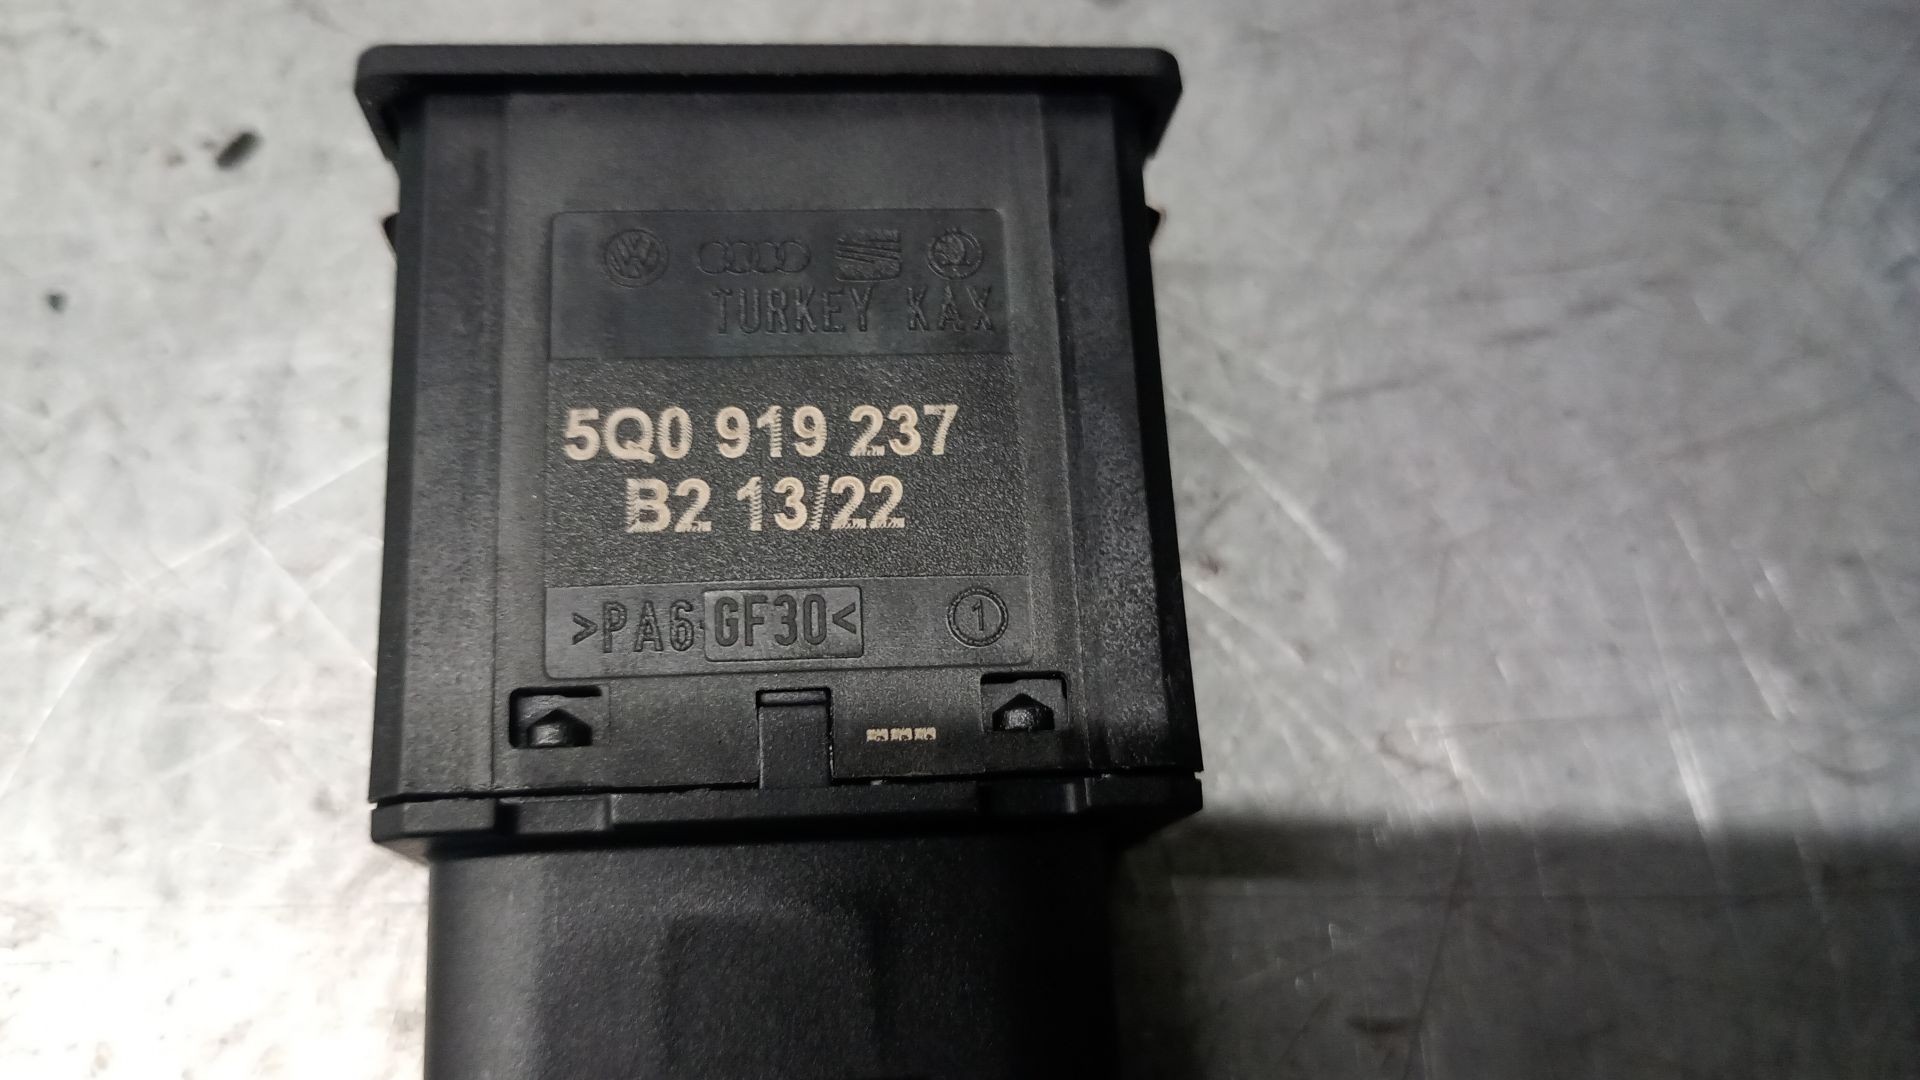 TURKEY KAX
5Q0 919 237
B2 13/22
>PA6·GF30<
1